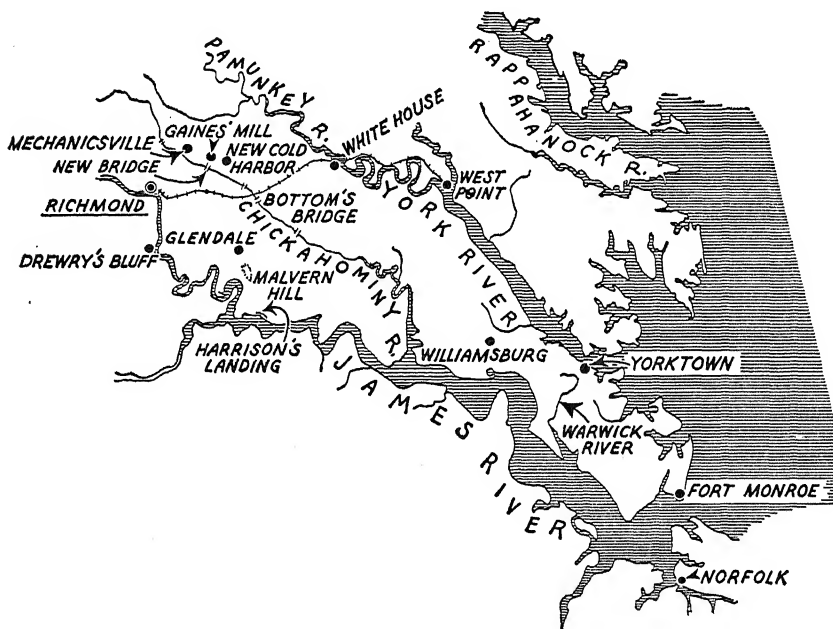 PAMUNKEY R.
RAPPAHANOCK R.
GAINES' MILL
WHITE HOUSE
MECHANICSVILLE
NEW COLD
HARBOR
NEW BRIDGE
WEST
POINT
YORK RIVER
BOTTOM'S
BRIDGE
RICHMOND
CHICKAHOMINY R.
GLENDALE
DREWRY'S BLUFF
MALVERN
HILL
HARRISON'S
LANDING
WILLIAMSBURG
YORKTOWN
JAMES RIVER
WARWICK
RIVER
FORT MONROE
NORFOLK